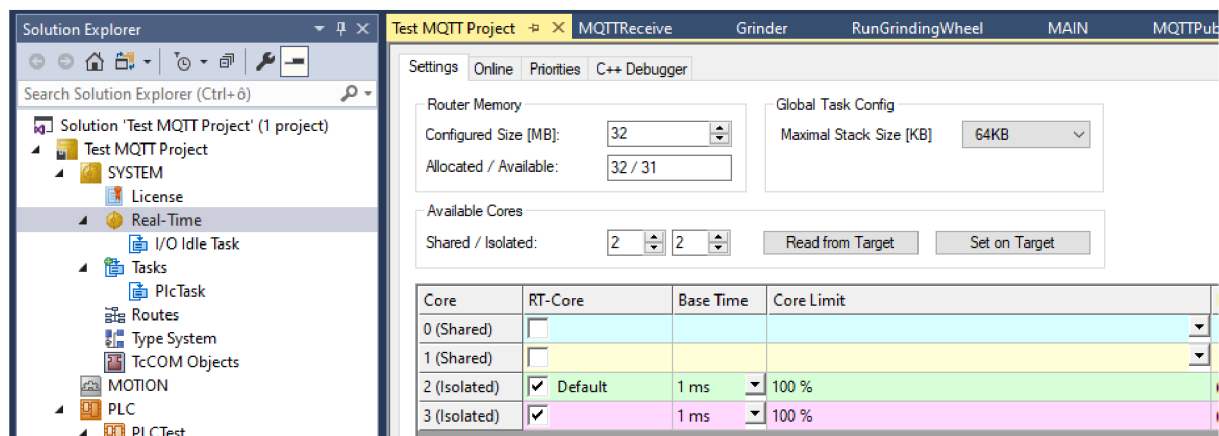 Solution Explorer
Search Solution Explorer (Ctrl+ô)
Solution 'Test MQTT Project' (1 project)
Test MQTT Project
SYSTEM
License
Real-Time
I/O Idle Task
Tasks
PlcTask
Routes
Type System
TcCOM Objects
MOTION
PLC
PLCTest
Test MQTT Project MQTTReceive Grinder RunGrindingWheel MAIN MQTTPub
Settings Online Priorities C++ Debugger
Router Memory Global Task Config
Configured Size [MB]: 32 Maximal Stack Size [KB] 64KB
Allocated / Available: 32 / 31
Available Cores
Shared / Isolated: 2 2 Read from Target Set on Target
Core RT-Core Base Time Core Limit
0 (Shared)
1 (Shared)
2 (Isolated) Default 1 ms 100 %
3 (Isolated) 1 ms 100 %